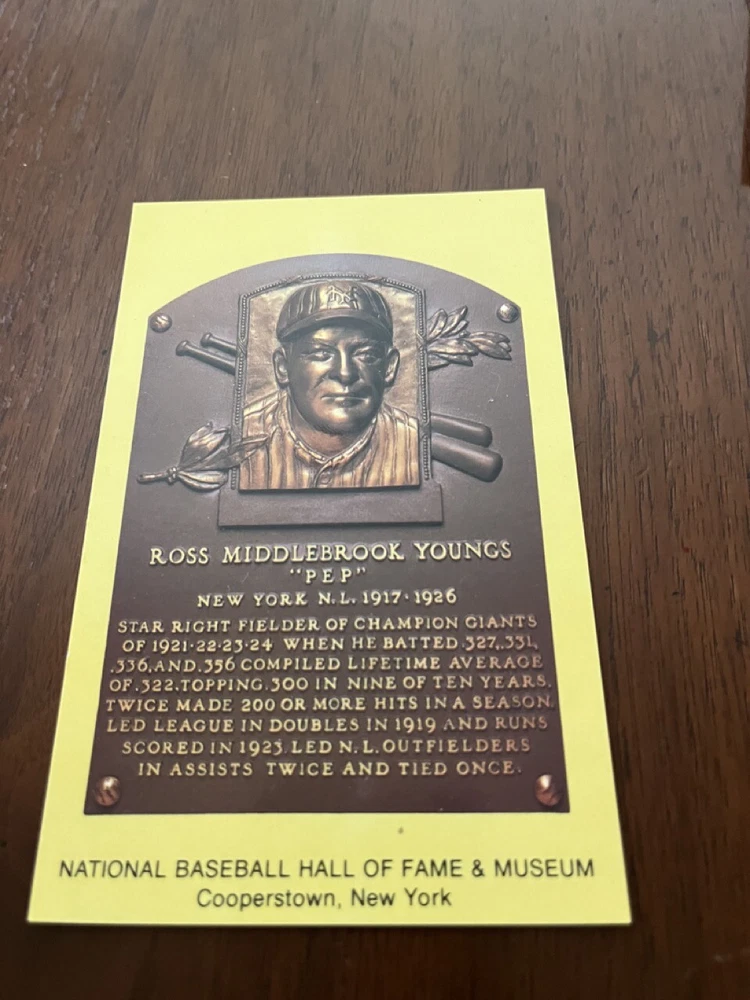 NY
ROSS MIDDLEBROOK YOUNGS
"PEP"
NEW YORK N.L. 1917·1926
STAR RIGHT FIELDER OF CHAMPION GIANTS
OF 1921·22·23·24 WHEN HE BATTED .327,.331,
.336,AND.356 COMPILED LIFETIME AVERAGE
OF.322.TOPPING.300 IN NINE OF TEN YEARS.
TWICE MADE 200 OR MORE HITS IN A SEASON.
LED LEAGUE IN DOUBLES IN 1919 AND RUNS
SCORED IN 1923. LED N.L. OUTFIELDERS
IN ASSISTS TWICE AND TIED ONCE.
NATIONAL BASEBALL HALL OF FAME & MUSEUM
Cooperstown, New York